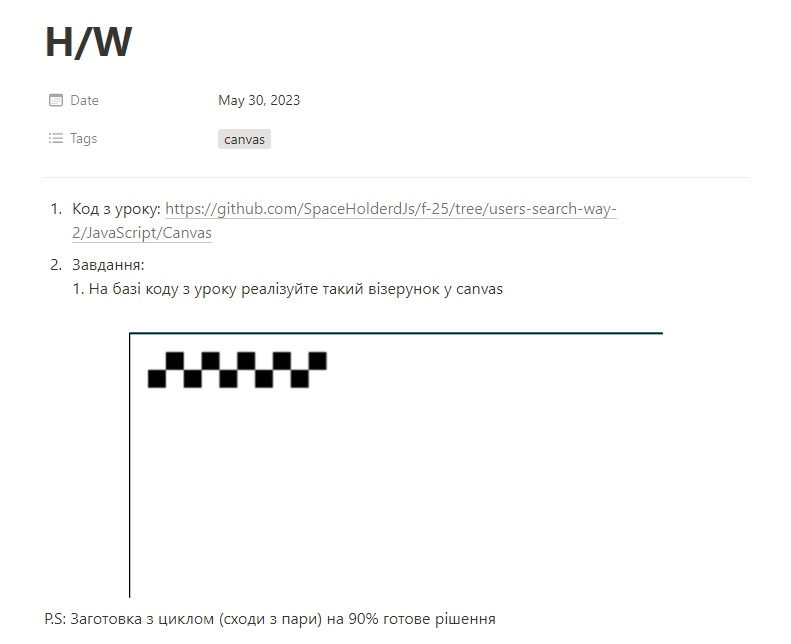 H/W
Date May 30, 2023
Tags canvas
1. Код з уроку: https://github.com/SpaceHolderdJs/f-25/tree/users-search-way-
2/JavaScript/Canvas
2. Завдання:
1. На базі коду з уроку реалізуйте такий візерунок у canvas
P.S: Заготовка з циклом (сходи з пари) на 90% готове рішення